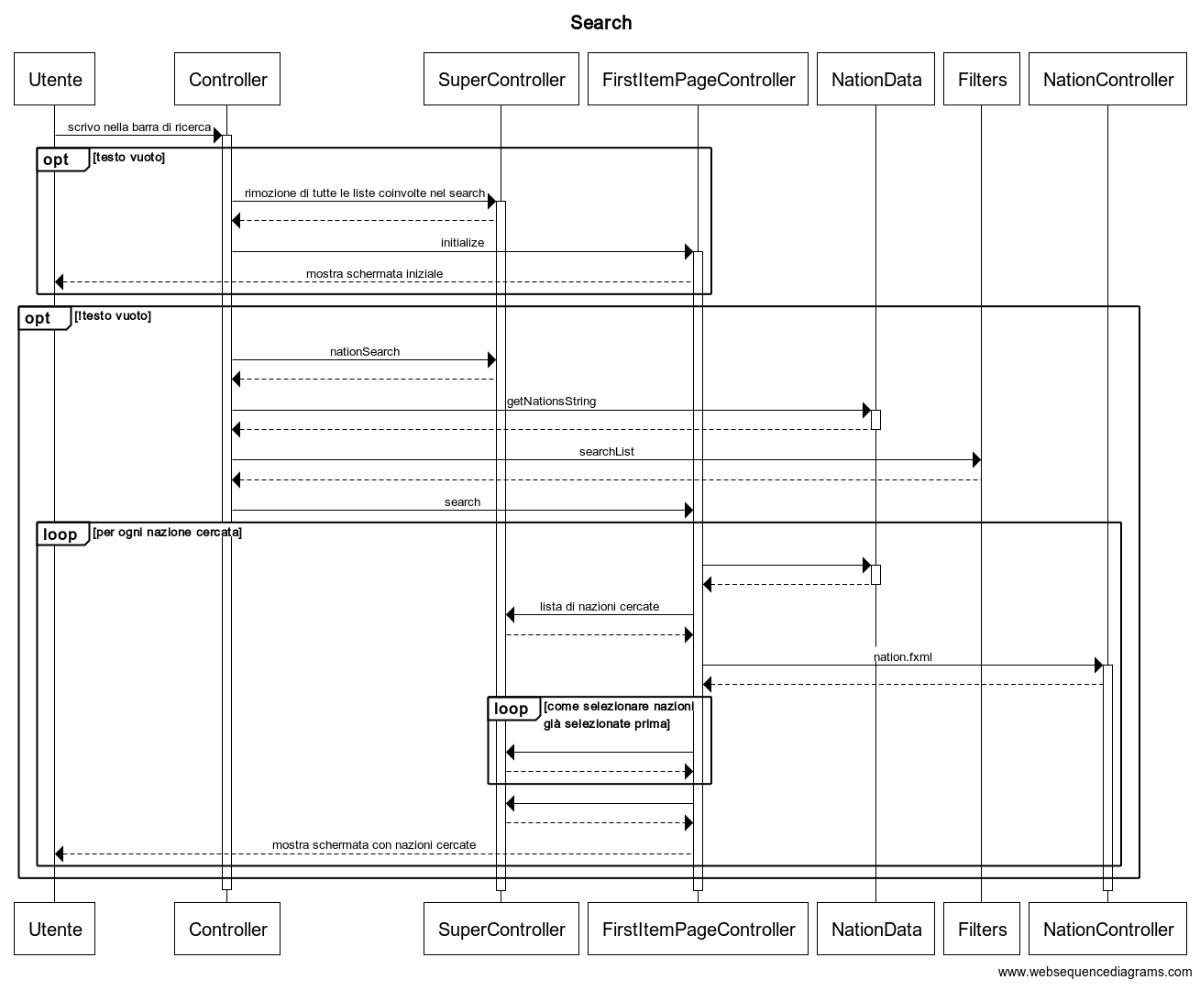 Search
Utente
Controller
SuperController
FirstItemPageController
NationData
Filters
NationController
scrivo nella barra di ricerca
opt
[testo vuoto]
rimozione di tutte le liste coinvolte nel search
initialize
mostra schermata iniziale
opt
[!testo vuoto]
nationSearch
getNationsString
searchList
search
loop
[per ogni nazione cercata]
lista di nazioni cercate
nation.fxml
loop
[come selezionare nazioni
già selezionate prima]
mostra schermata con nazioni cercate
Utente
Controller
SuperController
FirstItemPageController
NationData
Filters
NationController
www.websequencediagrams.com